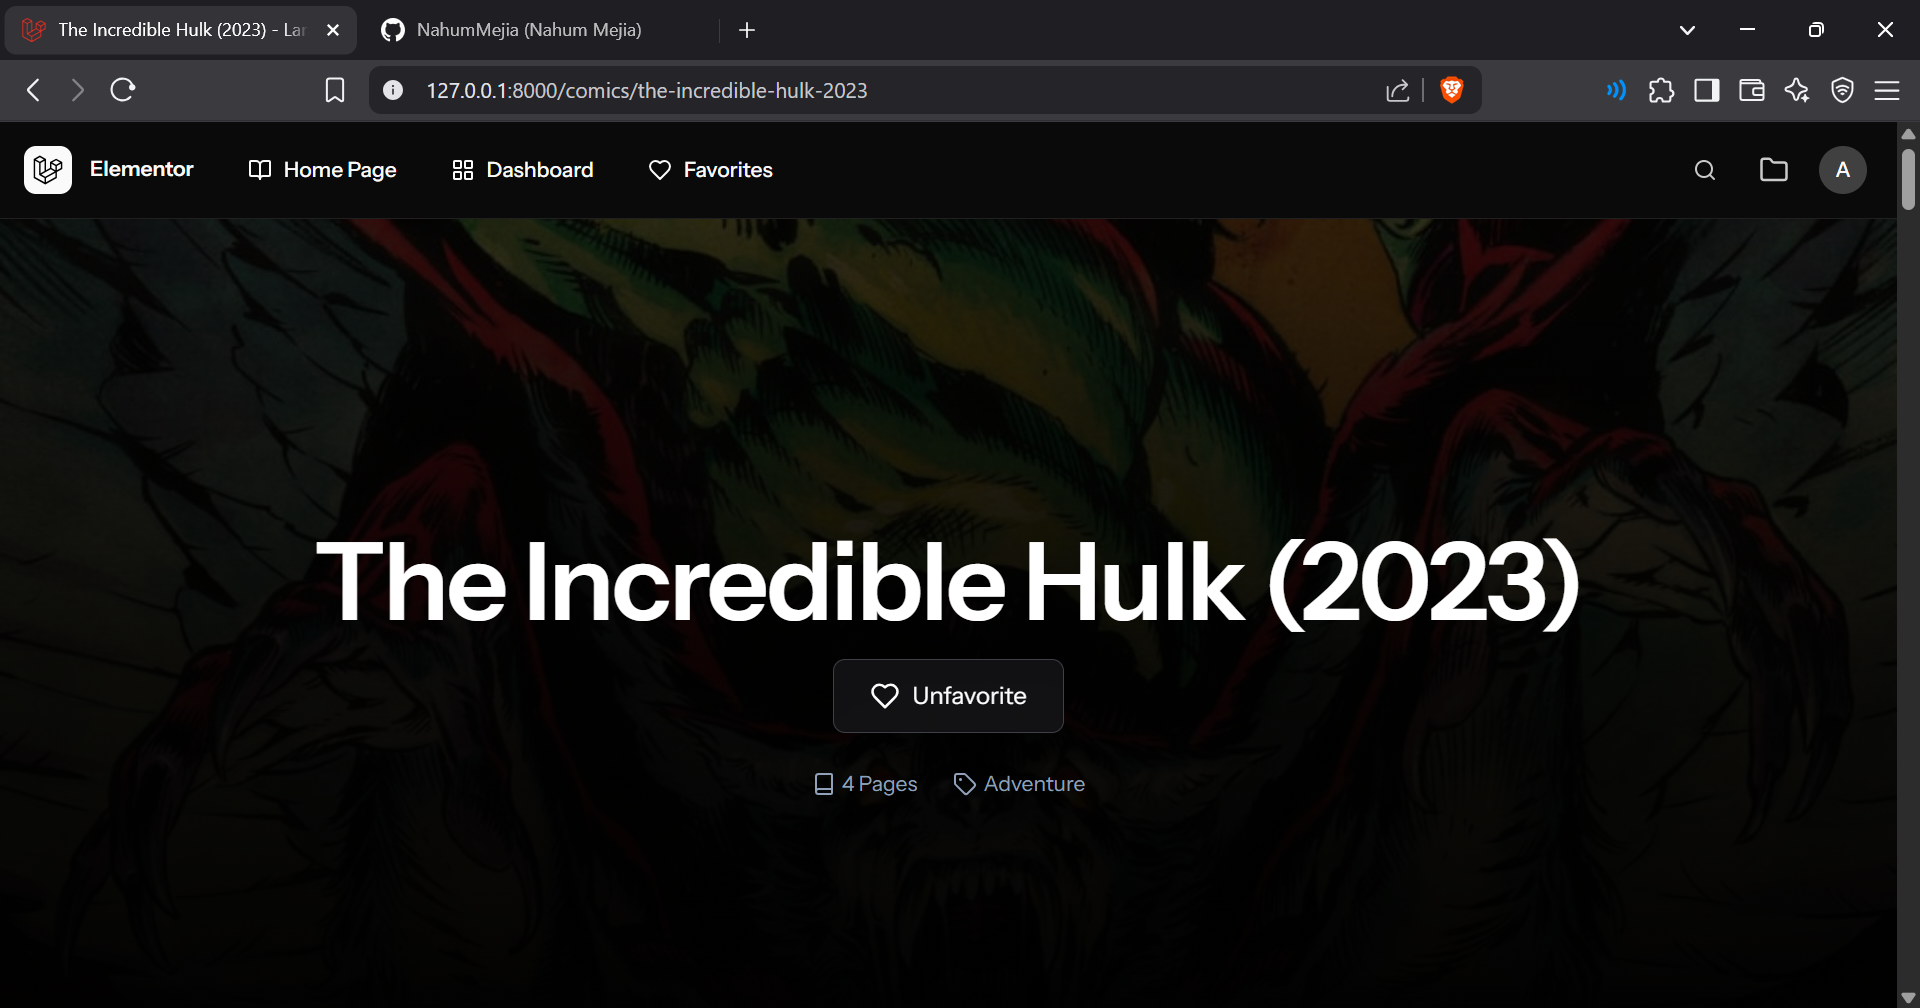 The Incredible Hulk (2023) - Lar
NahumMejia (Nahum Mejia)
127.0.0.1:8000/comics/the-incredible-hulk-2023
Elementor
Home Page
Dashboard
Favorites
A
The Incredible Hulk (2023)
Unfavorite
4 Pages
Adventure